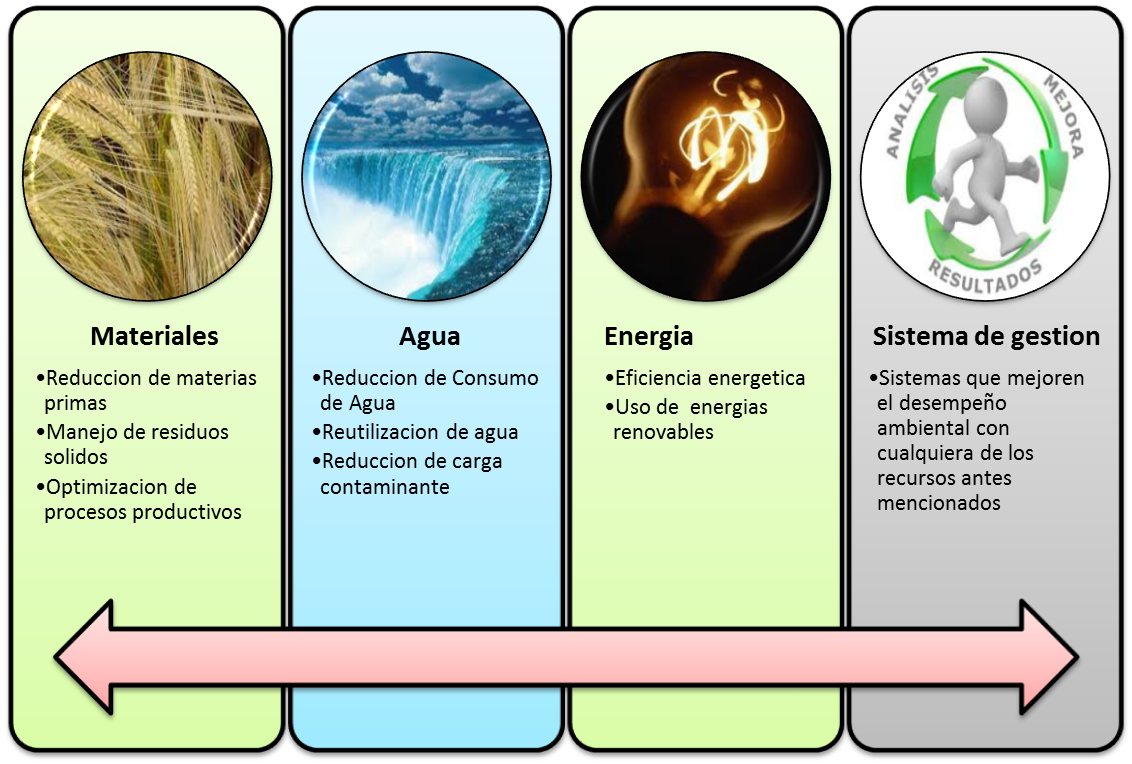 Materiales
•Reduccion de materias
primas
•Manejo de residuos
solidos
•Optimizacion de
procesos productivos
Agua
•Reduccion de Consumo
de Agua
•Reutilizacion de agua
•Reduccion de carga
contaminante
Energia
•Eficiencia energetica
•Uso de  energias
renovables
ANALISIS
MEJORA
RESULTADOS
Sistema de gestion
•Sistemas que mejoren
el desempeño
ambiental con
cualquiera de los
recursos antes
mencionados